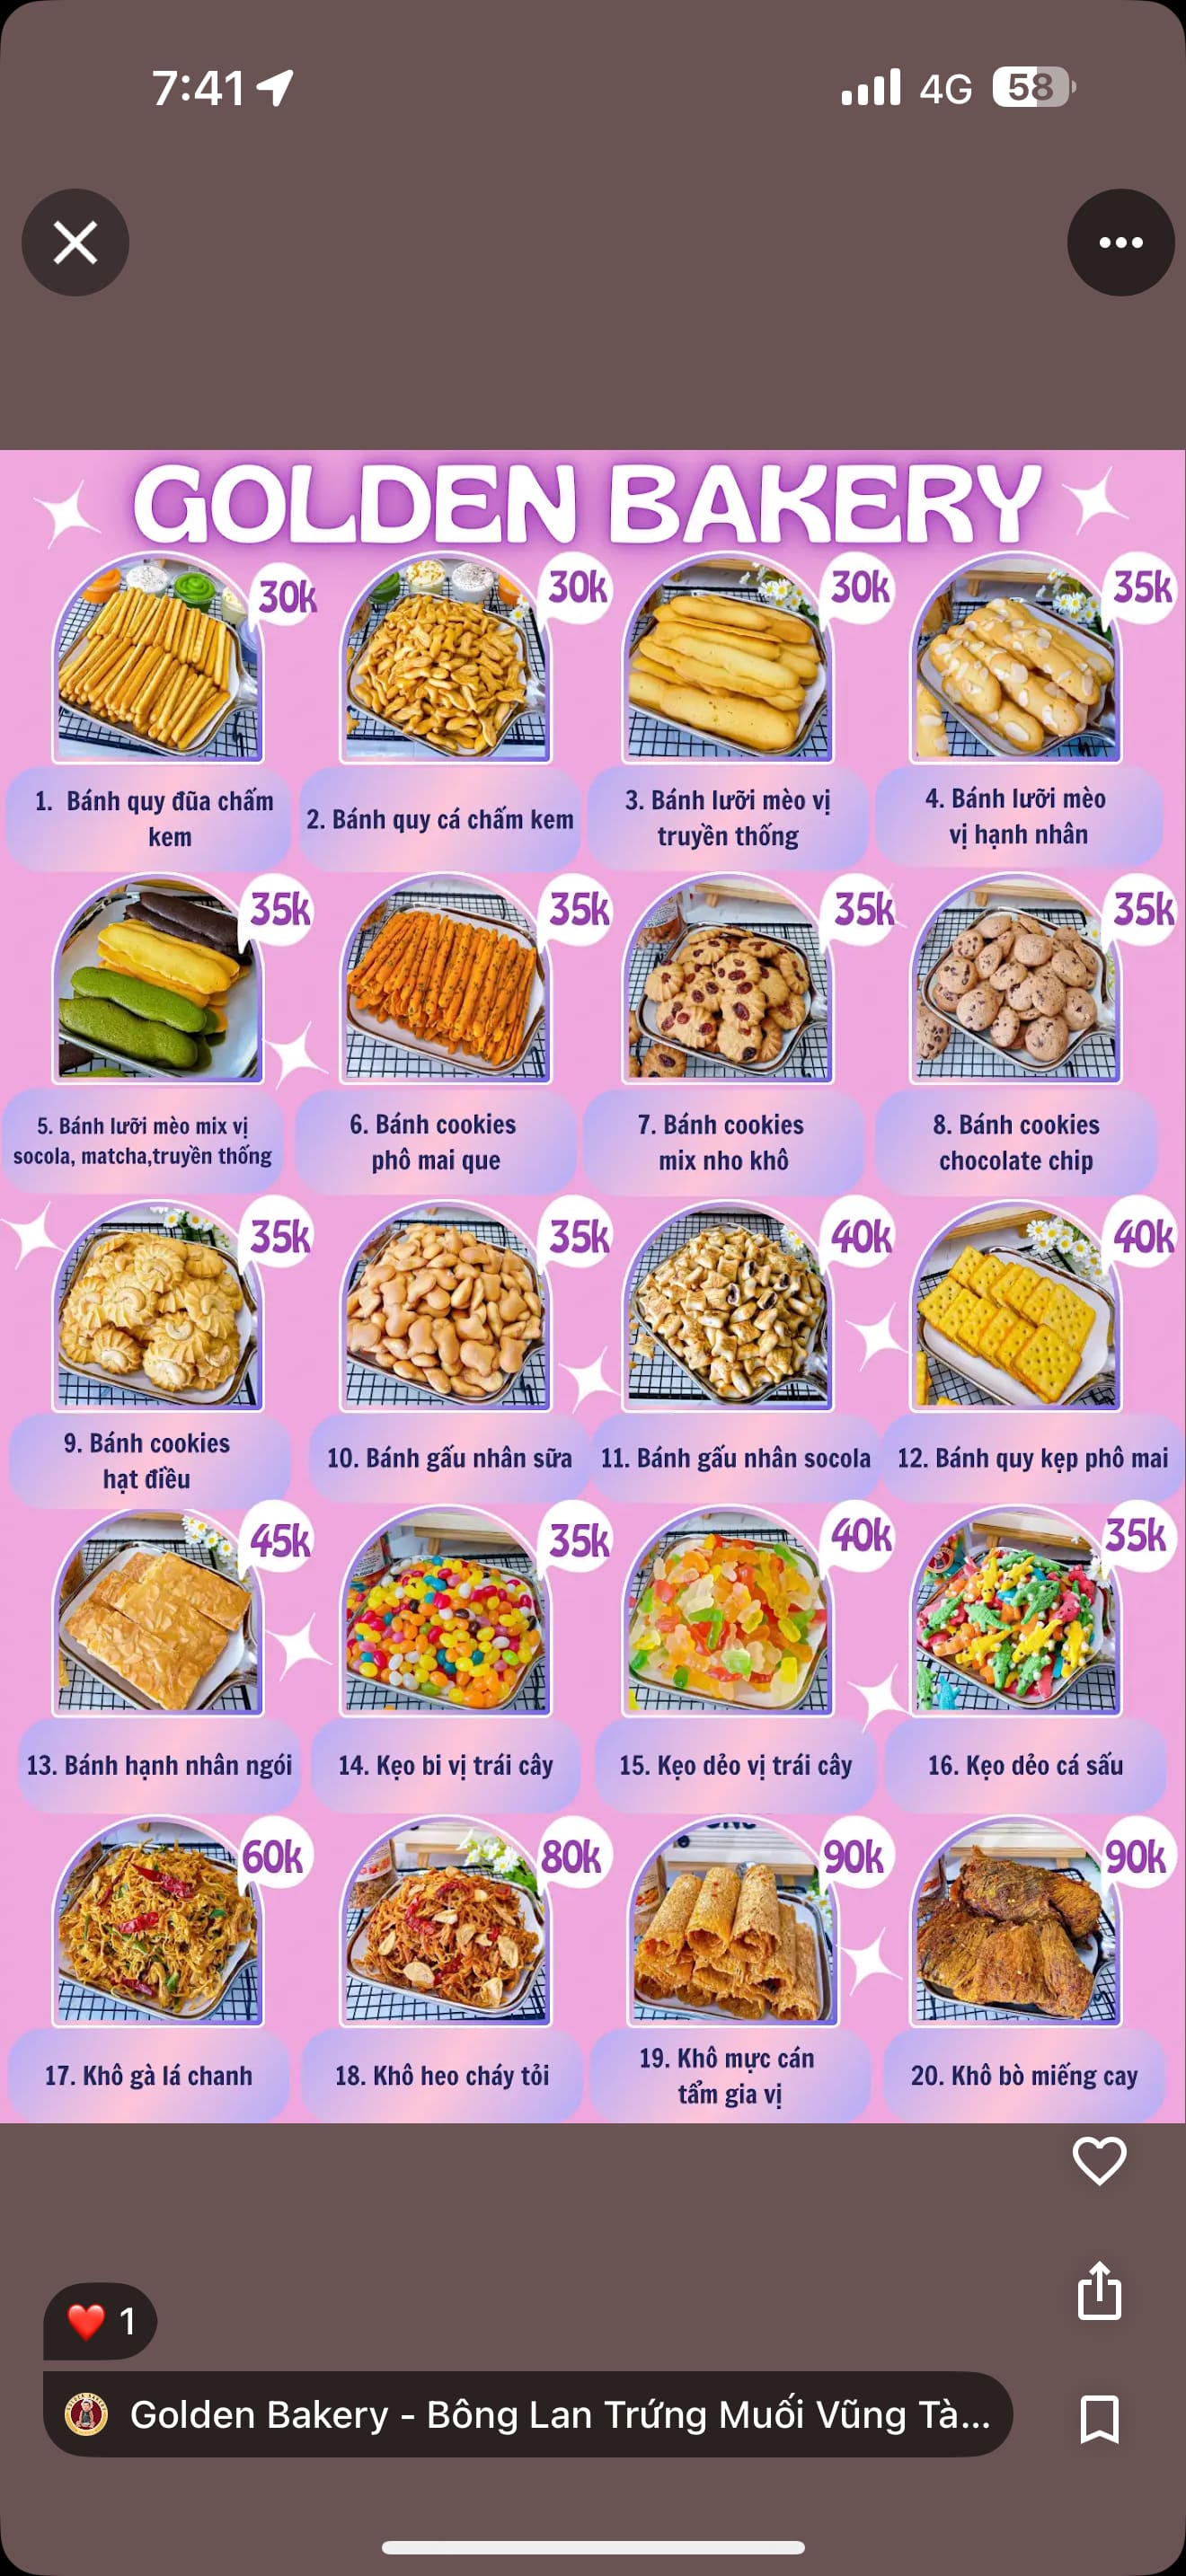 7:41
4G
58
GOLDEN BAKERY
30k
30k
30k
35k
1. Bánh quy đũa chấm
kem
2. Bánh quy cá chấm kem
3. Bánh lưỡi mèo vị
truyền thống
4. Bánh lưỡi mèo
vị hạnh nhân
35k
35k
35k
35k
5. Bánh lưỡi mèo mix vị
socola, matcha,truyền thống
6. Bánh cookies
phô mai que
7. Bánh cookies
mix nho khô
8. Bánh cookies
chocolate chip
35k
35k
40k
40k
9. Bánh cookies
hạt điều
10. Bánh gấu nhân sữa
11. Bánh gấu nhân socola
12. Bánh quy kẹp phô mai
45k
35k
40k
35k
13. Bánh hạnh nhân ngói
14. Kẹo bi vị trái cây
15. Kẹo dẻo vị trái cây
16. Kẹo dẻo cá sấu
60k
80k
90k
90k
17. Khô gà lá chanh
18. Khô heo cháy tỏi
19. Khô mực cán
tẩm gia vị
20. Khô bò miếng cay
1
Golden Bakery - Bông Lan Trứng Muối Vũng Tà...